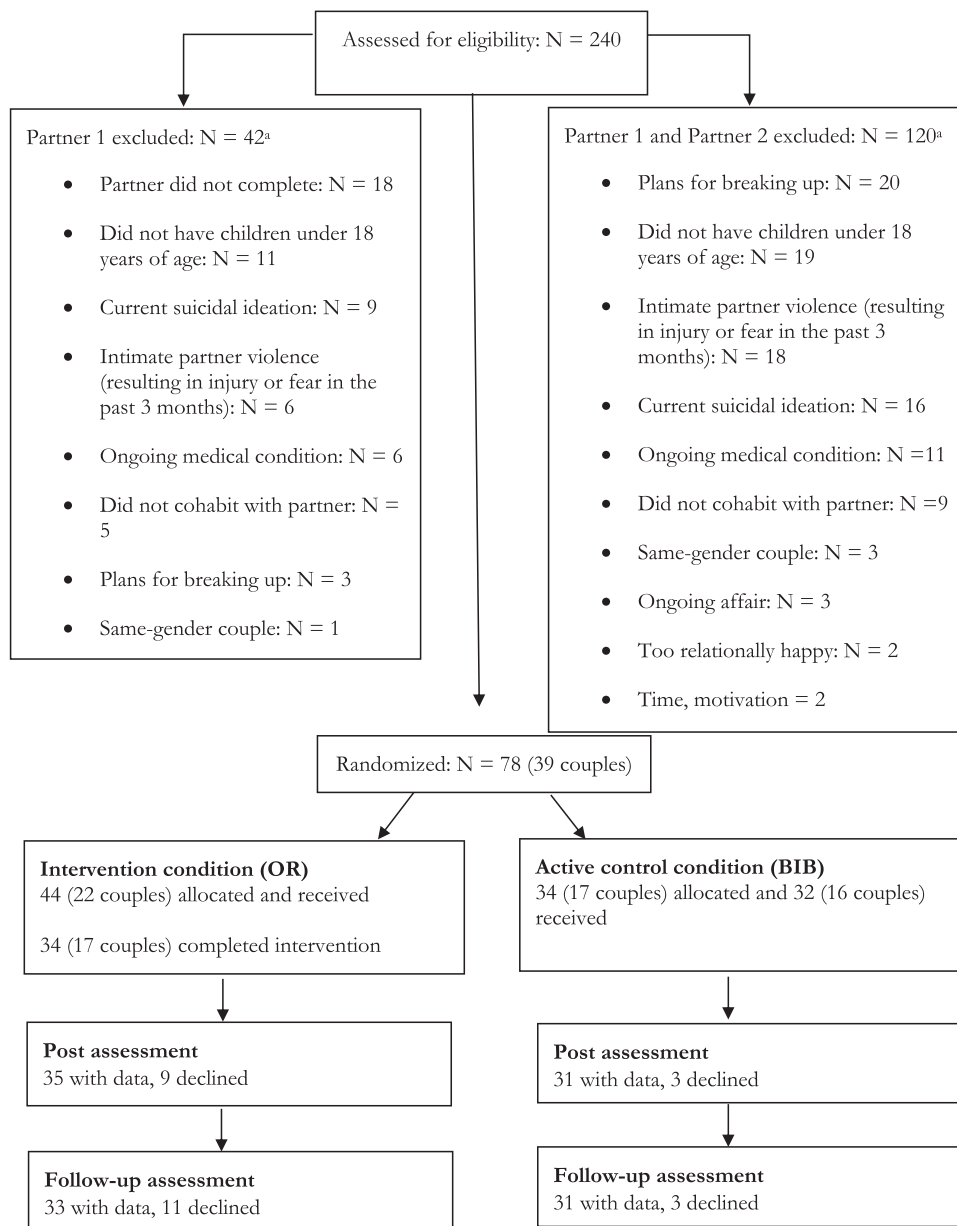 Assessed for eligibility: N = 240
Partner 1 excluded: N = 42ᵃ
• Partner did not complete: N = 18
• Did not have children under 18
years of age: N = 11
• Current suicidal ideation: N = 9
• Intimate partner violence
(resulting in injury or fear in the
past 3 months): N = 6
• Ongoing medical condition: N = 6
• Did not cohabit with partner: N =
5
• Plans for breaking up: N = 3
• Same-gender couple: N = 1
Partner 1 and Partner 2 excluded: N = 120ᵃ
• Plans for breaking up: N = 20
• Did not have children under 18
years of age: N = 19
• Intimate partner violence (resulting
in injury or fear in the past 3
months): N = 18
• Current suicidal ideation: N = 16
• Ongoing medical condition: N =11
• Did not cohabit with partner: N =9
• Same-gender couple: N = 3
• Ongoing affair: N = 3
• Too relationally happy: N = 2
• Time, motivation = 2
Randomized: N = 78 (39 couples)
Intervention condition (OR)
44 (22 couples) allocated and received
34 (17 couples) completed intervention
Active control condition (BIB)
34 (17 couples) allocated and 32 (16 couples)
received
Post assessment
35 with data, 9 declined
Post assessment
31 with data, 3 declined
Follow-up assessment
33 with data, 11 declined
Follow-up assessment
31 with data, 3 declined